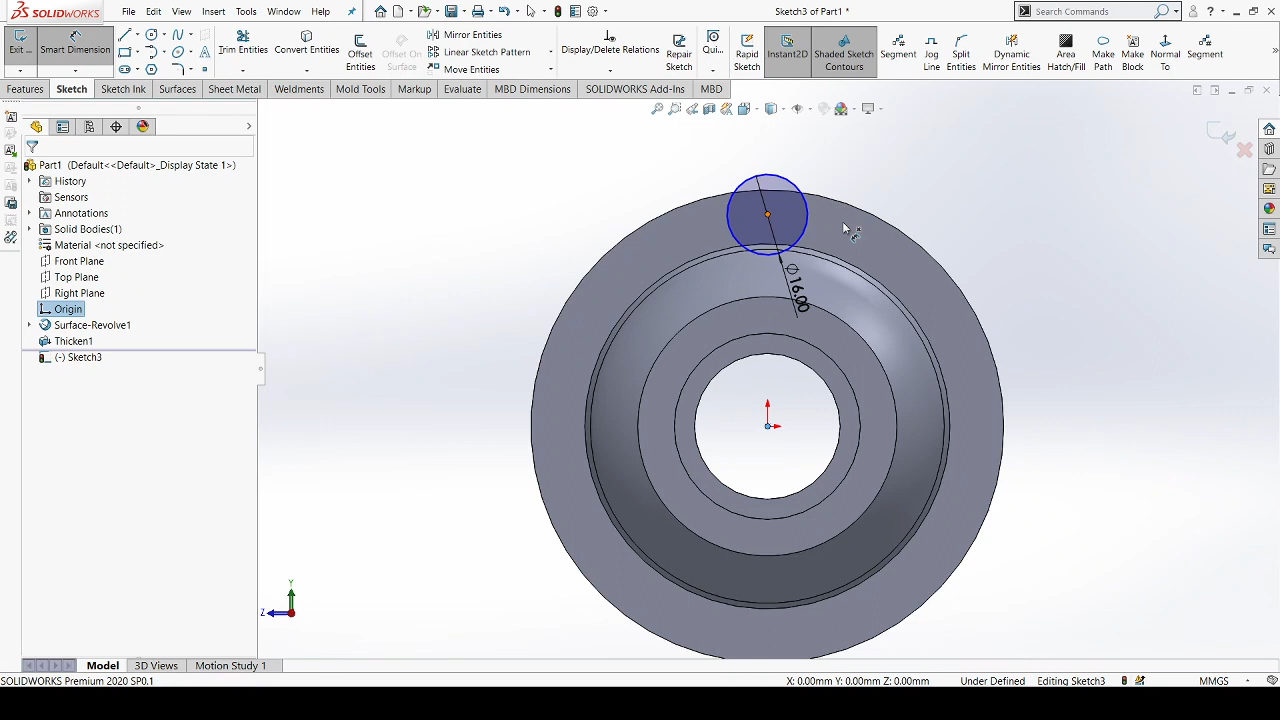 SOLIDWORKS
File
Edit
View
Insert
Tools
Window
Help
Sketch3 of Part1 *
Search Commands
Exit ...
Smart Dimension
Trim Entities
Convert Entities
Offset Entities
Offset On Surface
Mirror Entities
Linear Sketch Pattern
Move Entities
Display/Delete Relations
Repair Sketch
Qui...
Rapid Sketch
Instant2D
Shaded Sketch Contours
Segment
Jog Line
Split Entities
Dynamic Mirror Entities
Area Hatch/Fill
Make Path
Make Block
Normal To
Segment
Features
Sketch
Sketch Ink
Surfaces
Sheet Metal
Weldments
Mold Tools
Markup
Evaluate
MBD Dimensions
SOLIDWORKS Add-Ins
MBD
Part1 (Default<<Default>_Display State 1>)
History
Sensors
Annotations
Solid Bodies(1)
Material <not specified>
Front Plane
Top Plane
Right Plane
Origin
Surface-Revolve1
Thicken1
(-) Sketch3
∅16.00
Y
Z
Model
3D Views
Motion Study 1
SOLIDWORKS Premium 2020 SP0.1
X: 0.00mm Y: 0.00mm Z: 0.00mm
Under Defined
Editing Sketch3
MMGS